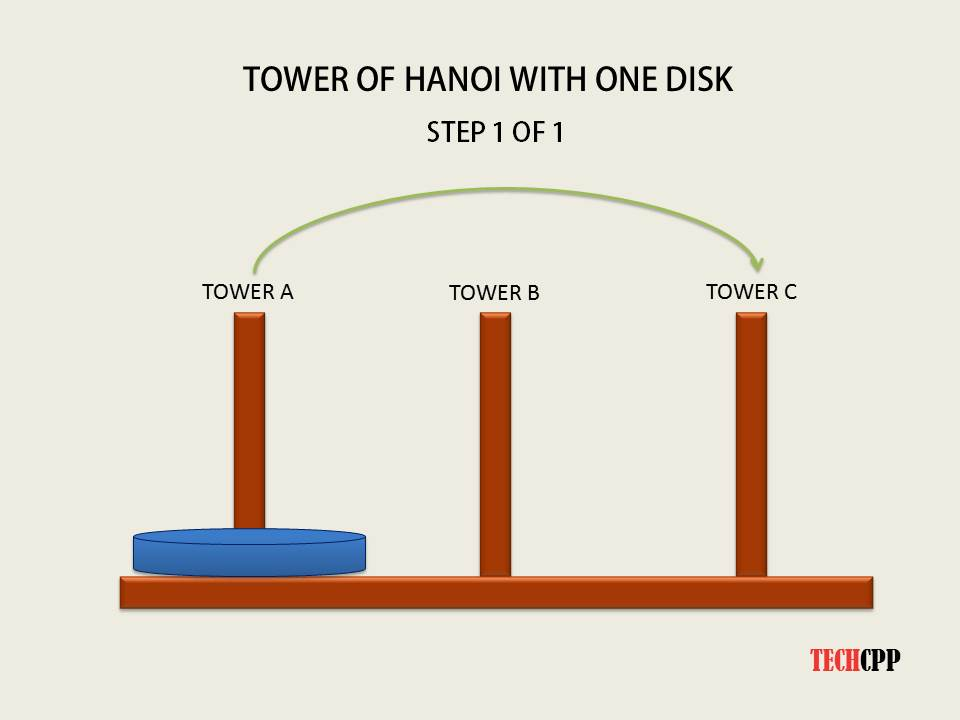 TOWER OF HANOI WITH ONE DISK
STEP 1 OF 1
TOWER A
TOWER B
TOWER C
TECHCPP